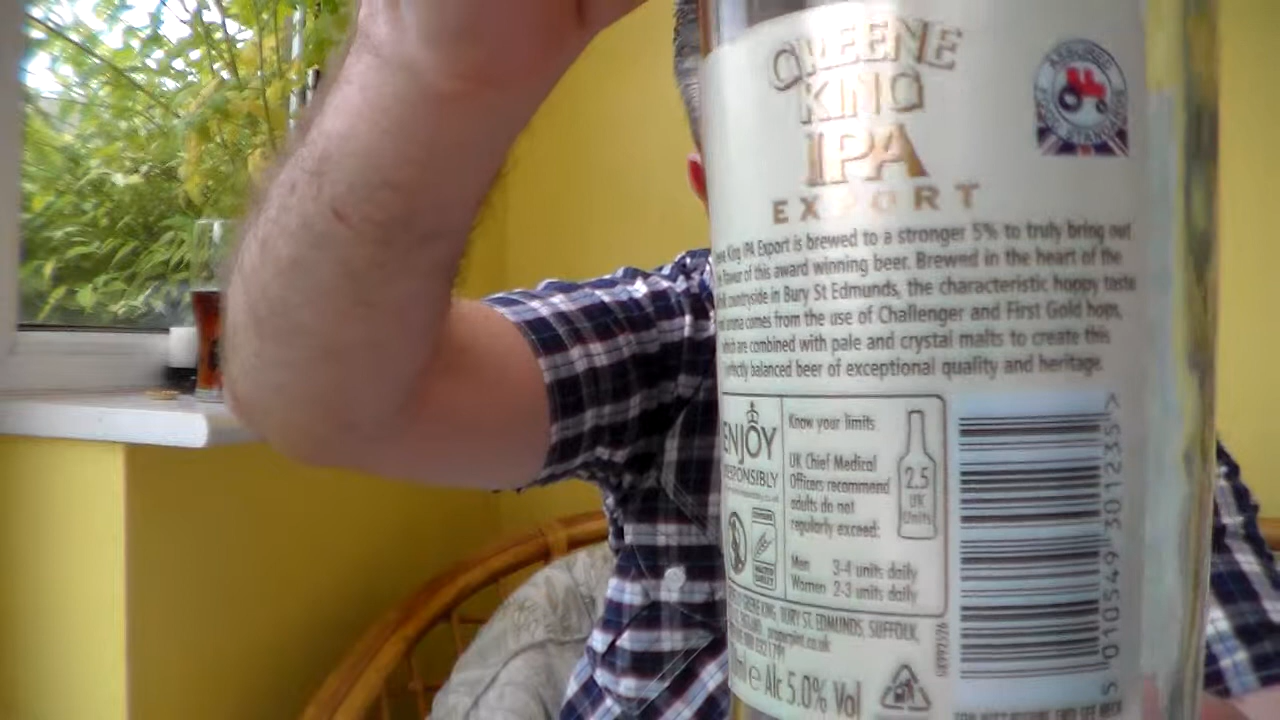 GREENE
KING
IPA
EXPORT
King IPA Export is brewed to a stronger 5% to truly bring out
flavour of this award winning beer. Brewed in the heart of the
countryside in Bury St Edmunds, the characteristic hoppy taste
aroma comes from the use of Challenger and First Gold hops,
which are combined with pale and crystal malts to create this
balanced beer of exceptional quality and heritage.
ENJOY
RESPONSIBLY
Know your limits
UK Chief Medical
Officers recommend
adults do not
regularly exceed:
Men 3-4 units daily
Women 2-3 units daily
2.5
UK
Units
GREENE KING, BURY ST. EDMUNDS, SUFFOLK,
e Alc 5.0% Vol
5 010549 301235 >